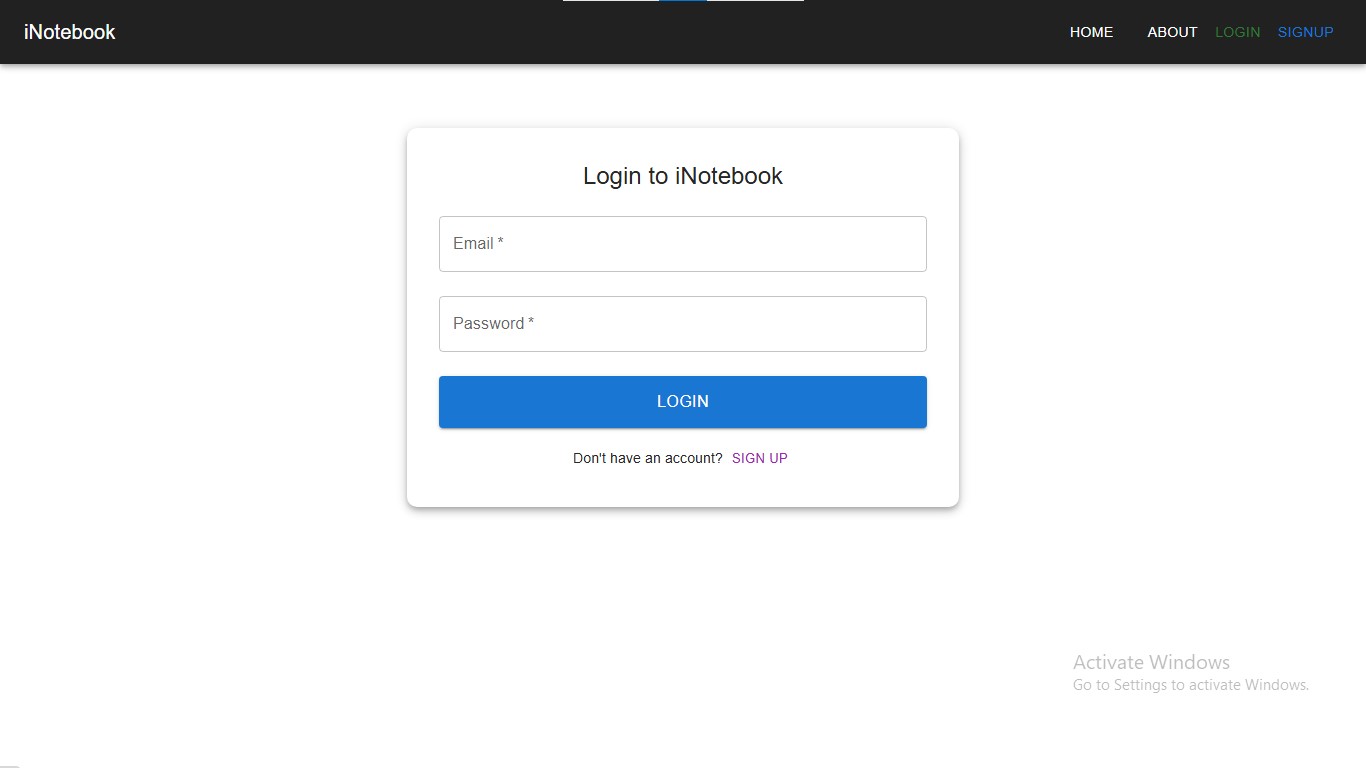 iNotebook HOME ABOUT LOGIN SIGNUP
Login to iNotebook
Email *
Password *
LOGIN
Don't have an account? SIGN UP
Activate Windows
Go to Settings to activate Windows.